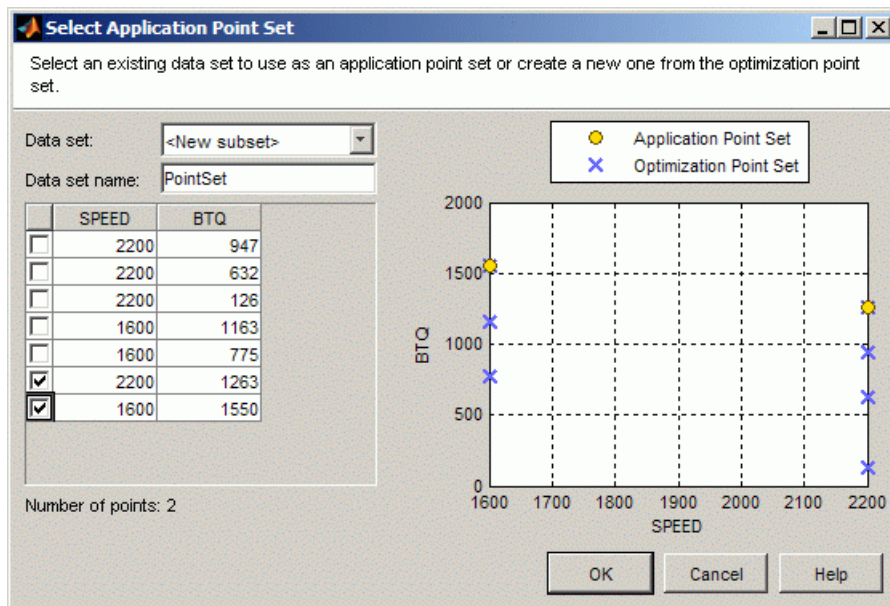 Select Application Point Set
Select an existing data set to use as an application point set or create a new one from the optimization point
set.
Data set: <New subset>
Data set name: PointSet
SPEED BTQ
2200 947
2200 632
2200 126
1600 1163
1600 775
2200 1263
1600 1550
Number of points: 2
Application Point Set
Optimization Point Set
2000
1500
1000
500
0
BTQ
1600 1700 1800 1900 2000 2100 2200
SPEED
OK Cancel Help